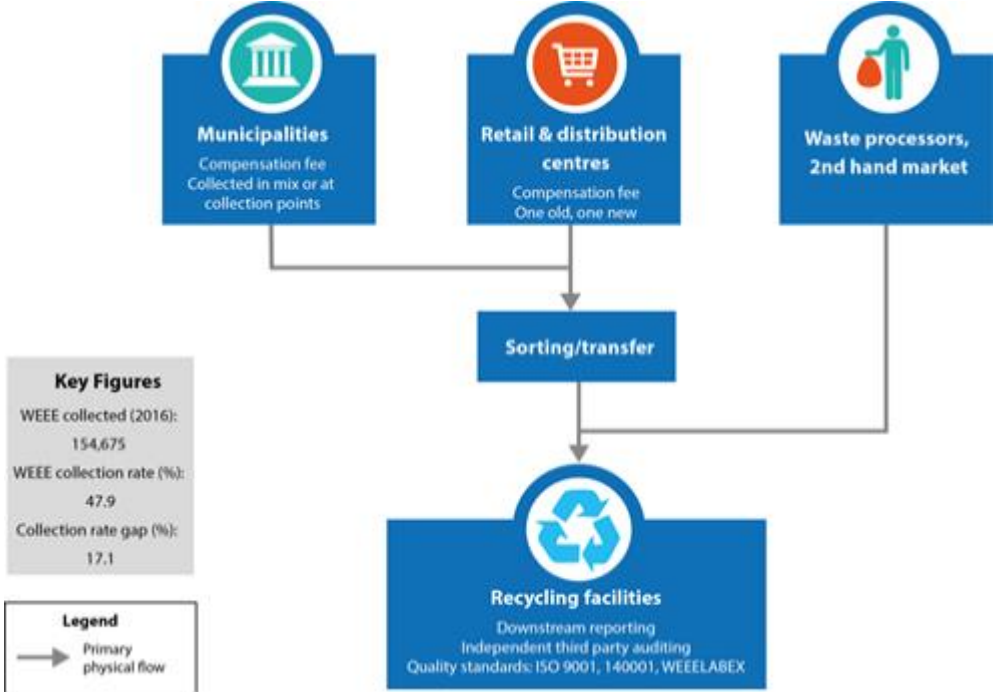 Municipalities
Compensation fee
Collected in mix or at
collection points
Retail & distribution
centres
Compensation fee
One old, one new
Waste processors,
2nd hand market
Sorting/transfer
Key Figures
WEEE collected (2016):
154,675
WEEE collection rate (%):
47.9
Collection rate gap (%):
17.1
Recycling facilities
Downstream reporting
Independent third party auditing
Quality standards: ISO 9001, 140001, WEEELABEX
Legend
Primary
physical flow